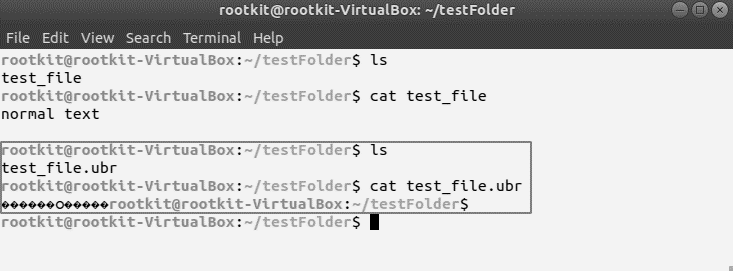 rootkit@rootkit-VirtualBox: ~/testFolder
File Edit View Search Terminal Help
rootkit@rootkit-VirtualBox:~/testFolder$ ls
test_file
rootkit@rootkit-VirtualBox:~/testFolder$ cat test_file
normal text
rootkit@rootkit-VirtualBox:~/testFolder$ ls
test_file.ubr
rootkit@rootkit-VirtualBox:~/testFolder$ cat test_file.ubr
������o�����rootkit@rootkit-VirtualBox:~/testFolder$
rootkit@rootkit-VirtualBox:~/testFolder$